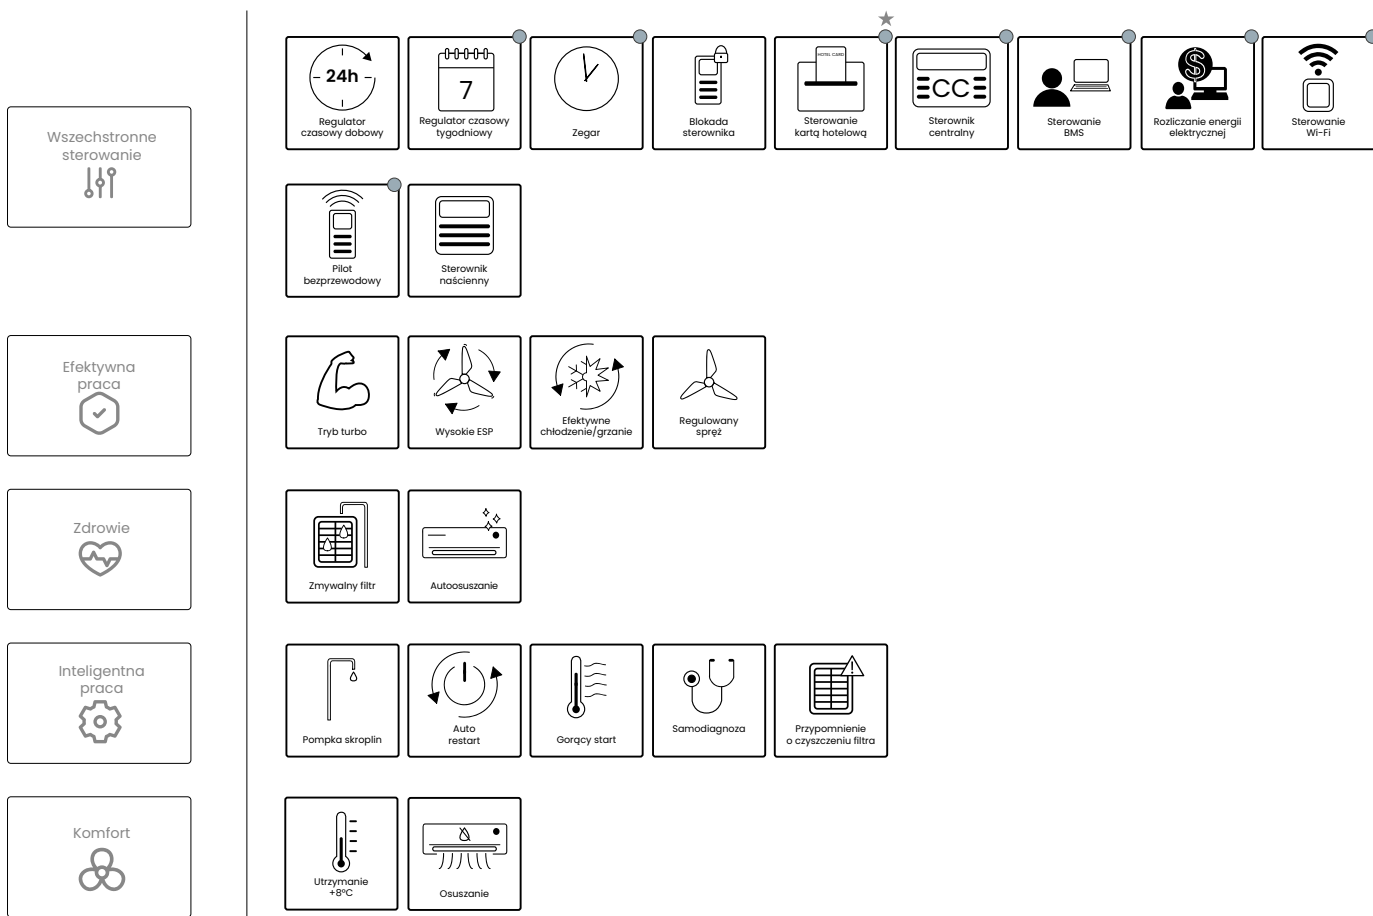 Wszechstronne
sterowanie
24h
Regulator
czasowy dobowy
7
Regulator czasowy
tygodniowy
Zegar
Blokada
sterownika
HOTEL CARD
Sterowanie
kartą hotelową
CC
Sterownik
centralny
Sterowanie
BMS
$
Rozliczanie energii
elektrycznej
Sterowanie
Wi-Fi
Pilot
bezprzewodowy
Sterownik
naścienny
Efektywna
praca
Tryb turbo
Wysokie ESP
Efektywne
chłodzenie/grzanie
Regulowany
spręż
Zdrowie
Zmywalny filtr
Autoosuszanie
Inteligentna
praca
Pompka skroplin
Auto
restart
Gorący start
Samodiagnoza
Przypomnienie
o czyszczeniu filtra
Komfort
Utrzymanie
+8°C
Osuszanie